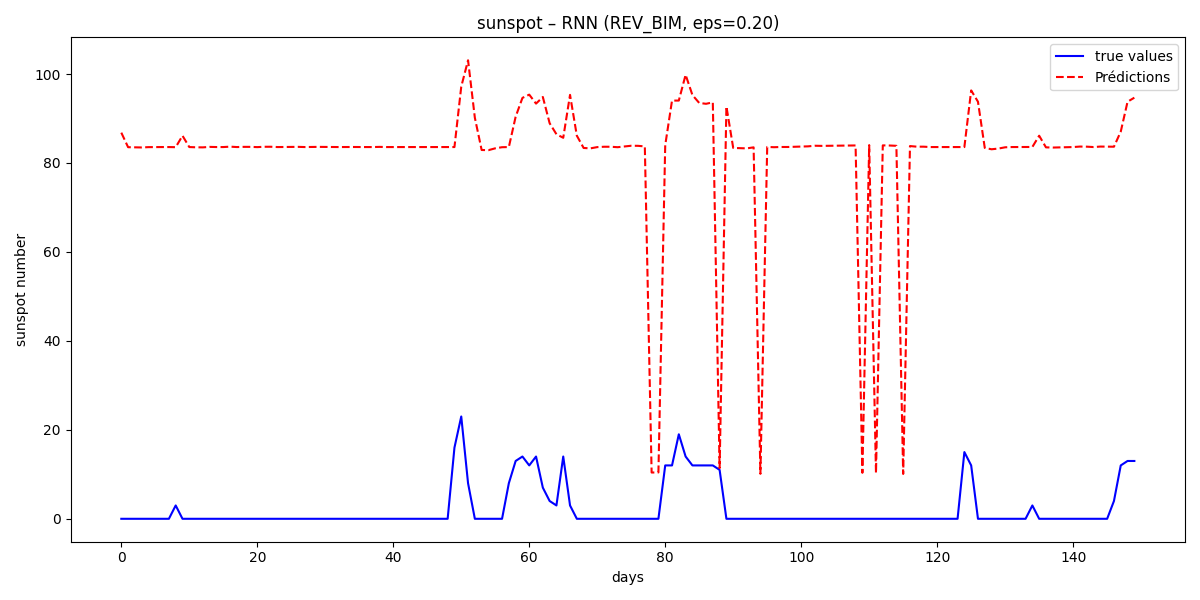 sunspot – RNN (REV_BIM, eps=0.20)
true values
Prédictions
sunspot number
100
80
60
40
20
0
0 20 40 60 80 100 120 140
days